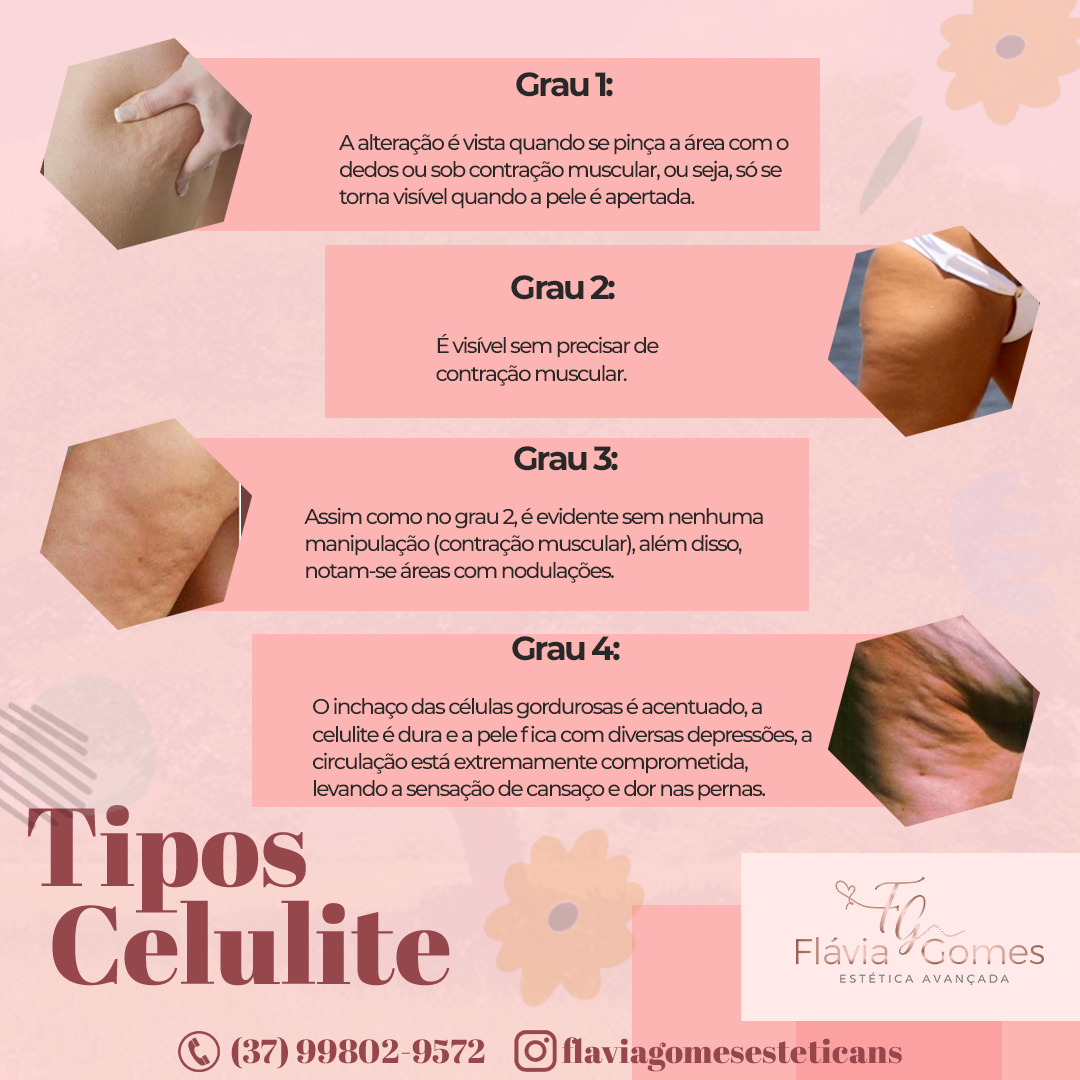 Grau 1:
A alteração é vista quando se pinça a área com o
dedos ou sob contração muscular, ou seja, só se
torna visível quando a pele é apertada.
Grau 2:
É visível sem precisar de
contração muscular.
Grau 3:
Assim como no grau 2, é evidente sem nenhuma
manipulação (contração muscular), além disso,
notam-se áreas com nodulações.
Grau 4:
O inchaço das células gordurosas é acentuado, a
celulite é dura e a pele fica com diversas depressões, a
circulação está extremamente comprometida,
levando a sensação de cansaço e dor nas pernas.
Tipos
Celulite
FG
Flávia Gomes
ESTÉTICA AVANÇADA
(37) 99802-9572 flaviagomesesteticans